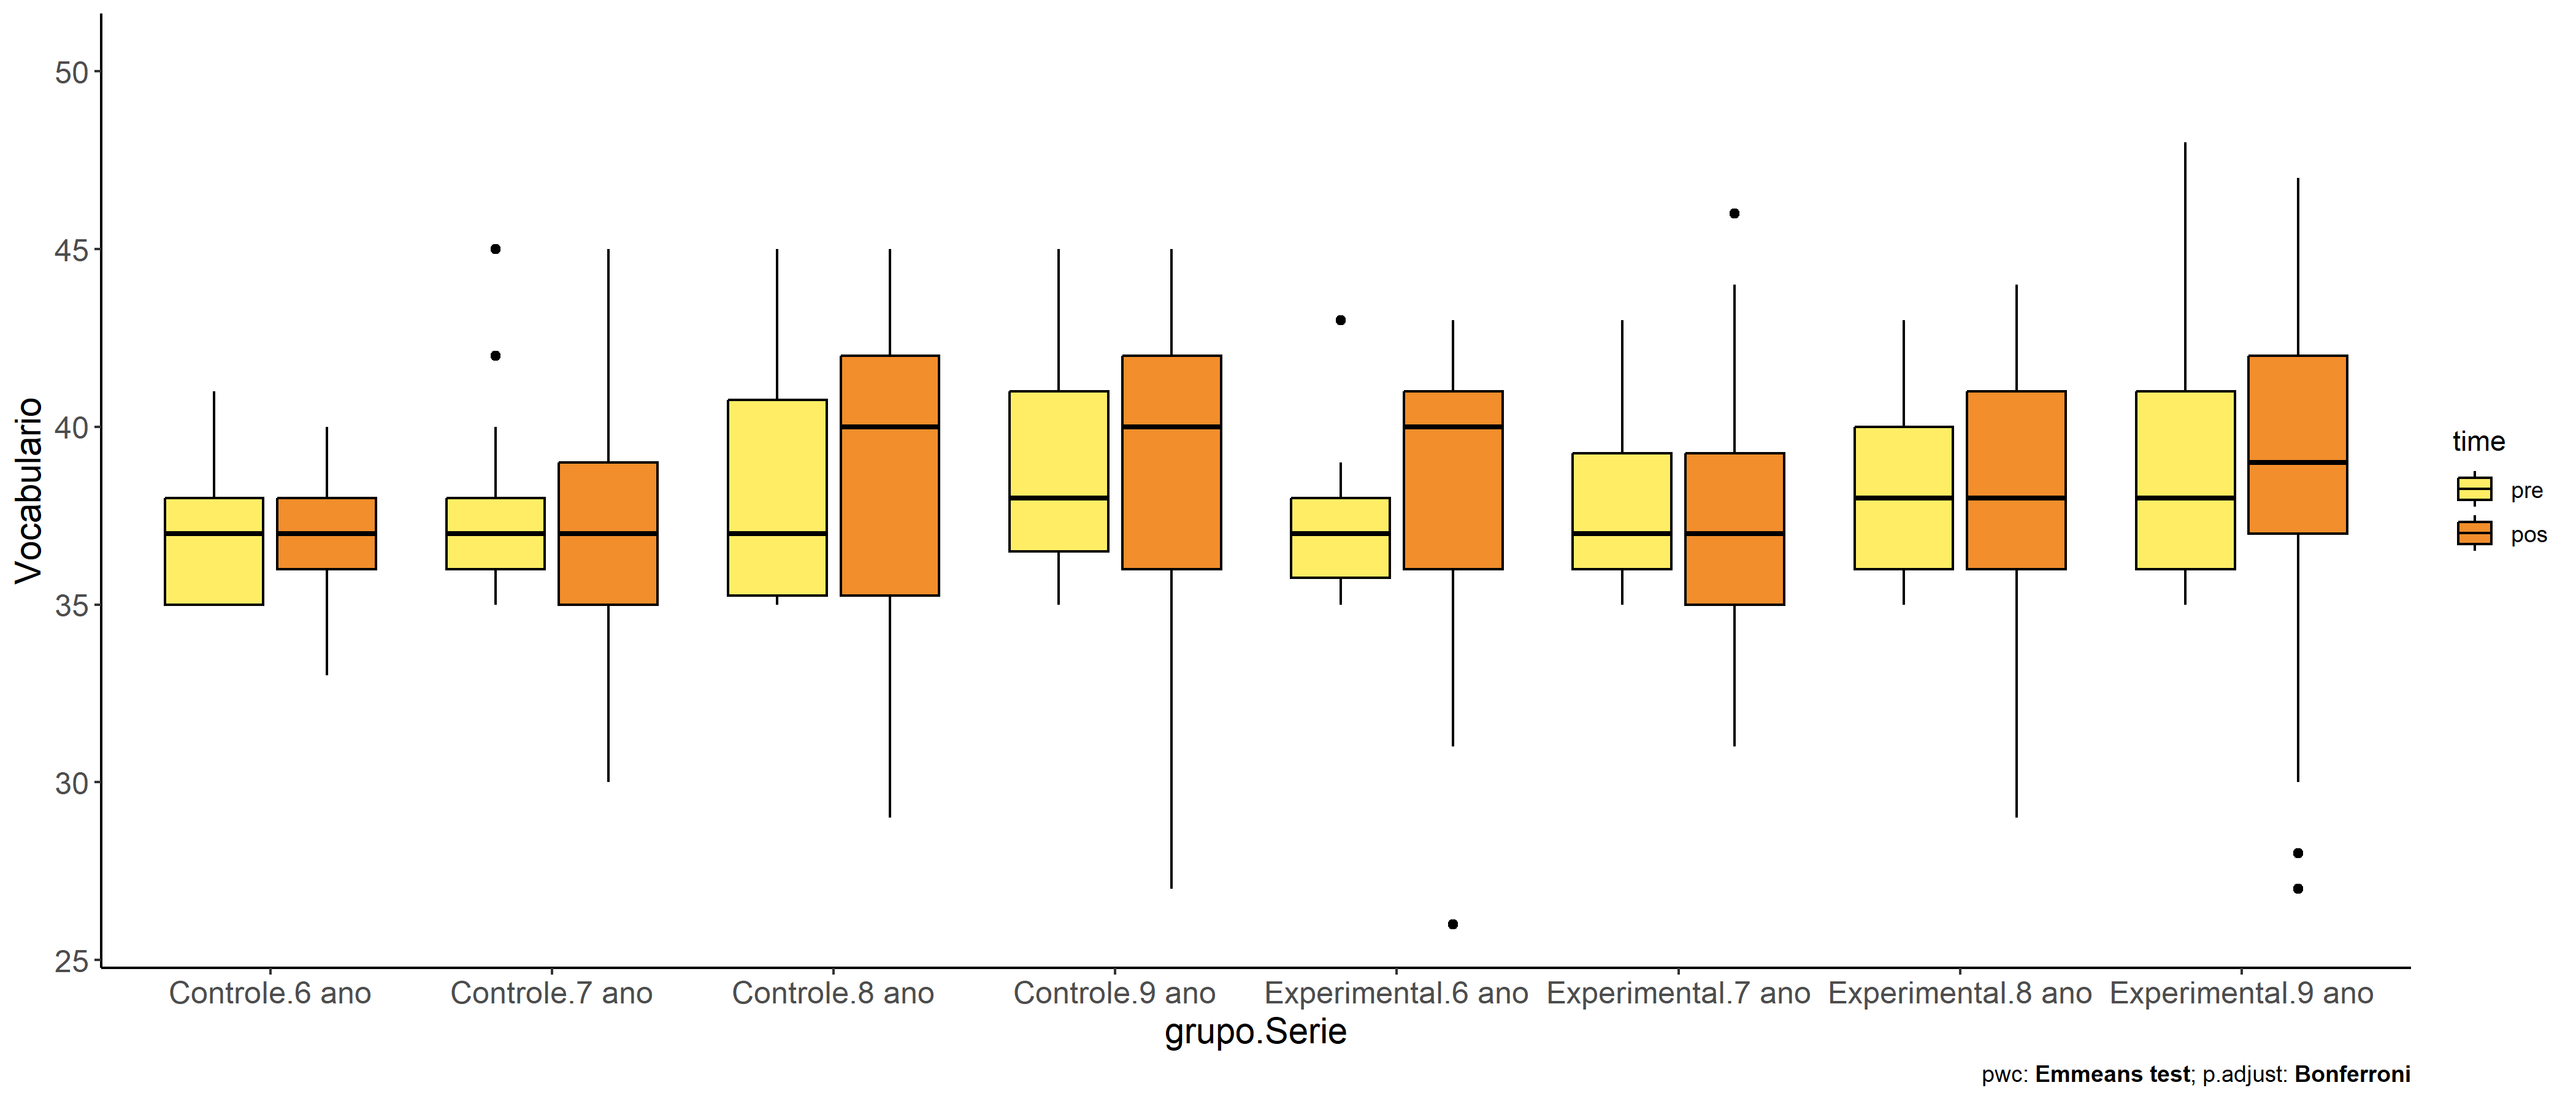 Vocabulario
50
45
40
35
30
25
Controle.6 ano
Controle.7 ano
Controle.8 ano
Controle.9 ano
Experimental.6 ano
Experimental.7 ano
Experimental.8 ano
Experimental.9 ano
grupo.Serie
time
pre
pos
pwc: Emmeans test; p.adjust: Bonferroni